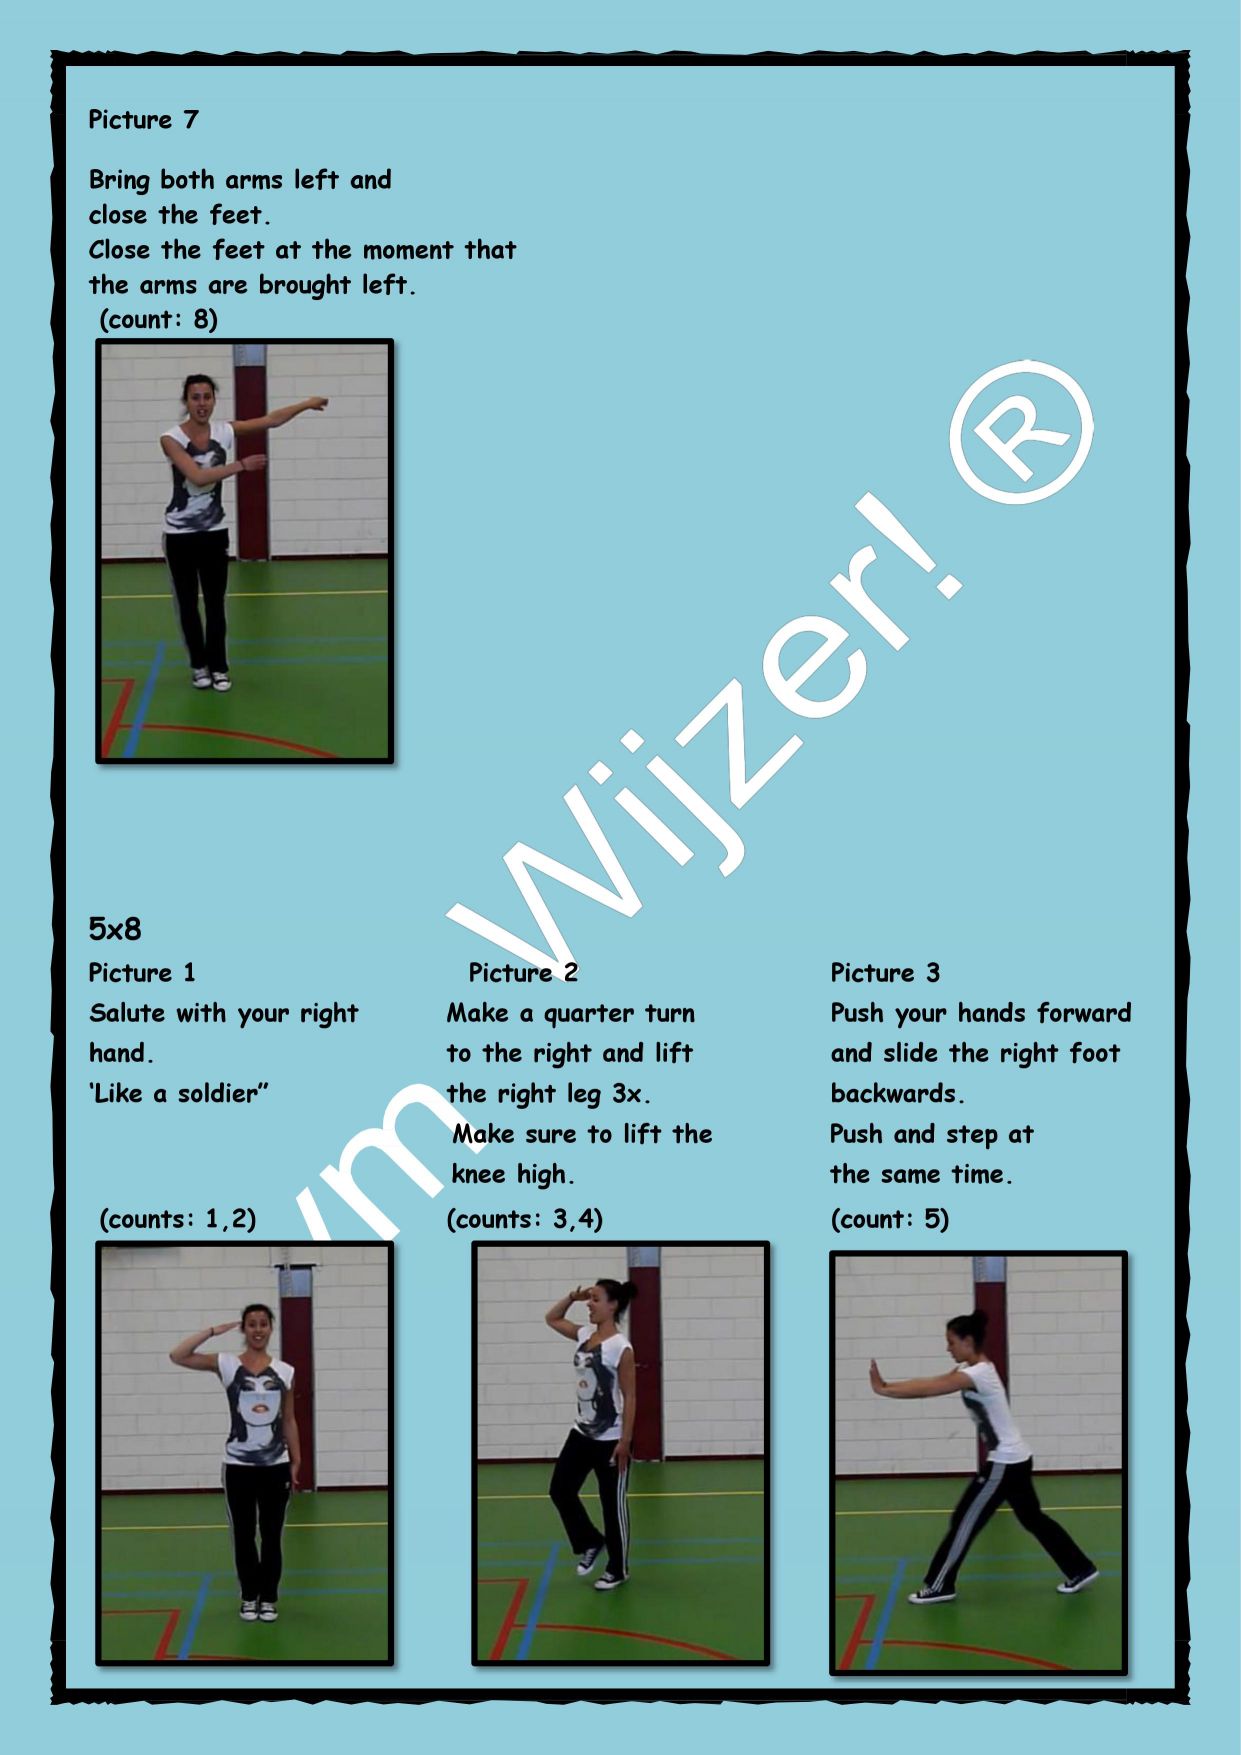 Picture 7
Bring both arms left and
close the feet.
Close the feet at the moment that
the arms are brought left.
(count: 8)
5x8
Picture 1
Salute with your right
hand.
‘Like a soldier”
(counts: 1,2)
Picture 2
Make a quarter turn
to the right and lift
the right leg 3x.
Make sure to lift the
knee high.
(counts: 3,4)
Picture 3
Push your hands forward
and slide the right foot
backwards.
Push and step at
the same time.
(count: 5)
Wijzer! ®